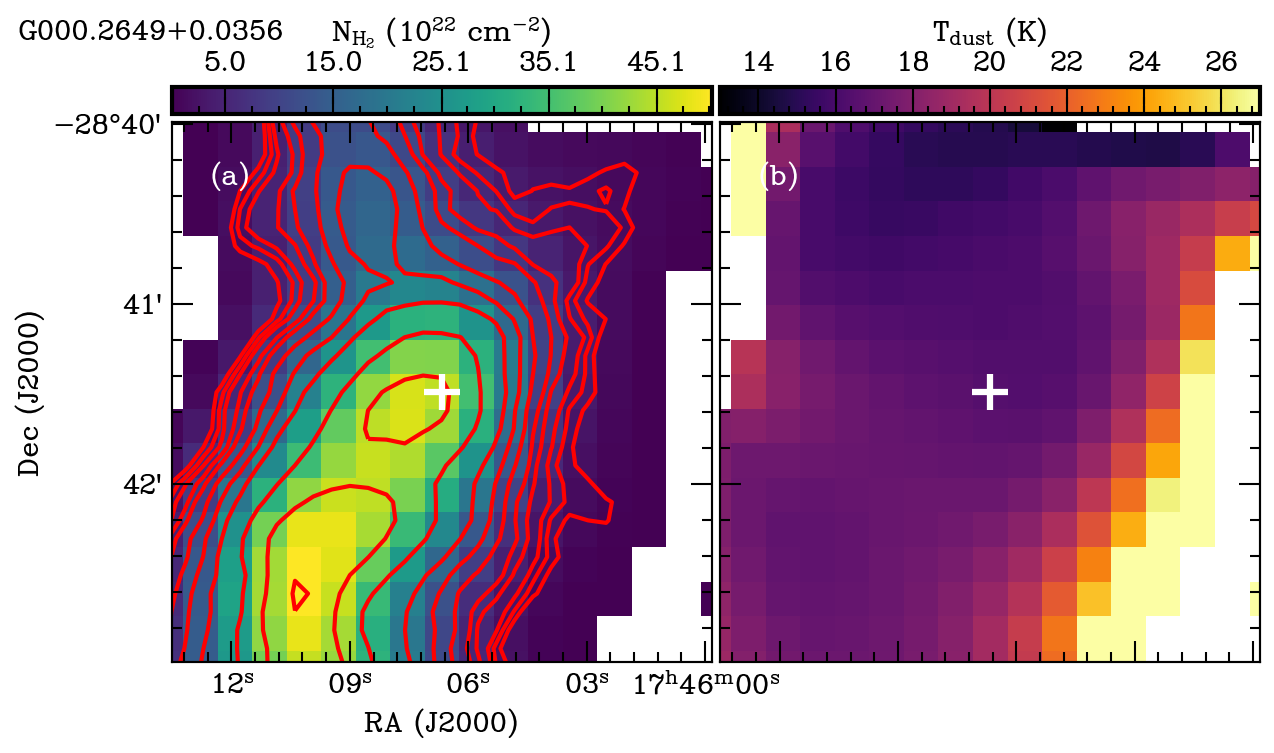 G000.2649+0.0356 N_H₂ (10²² cm⁻²) T_dust (K)
5.0 15.0 25.1 35.1 45.1 14 16 18 20 22 24 26
−28°40'
(a) (b)
41'
Dec (J2000)
42'
12ˢ 09ˢ 06ˢ 03ˢ 17ʰ46ᵐ00ˢ
RA (J2000)